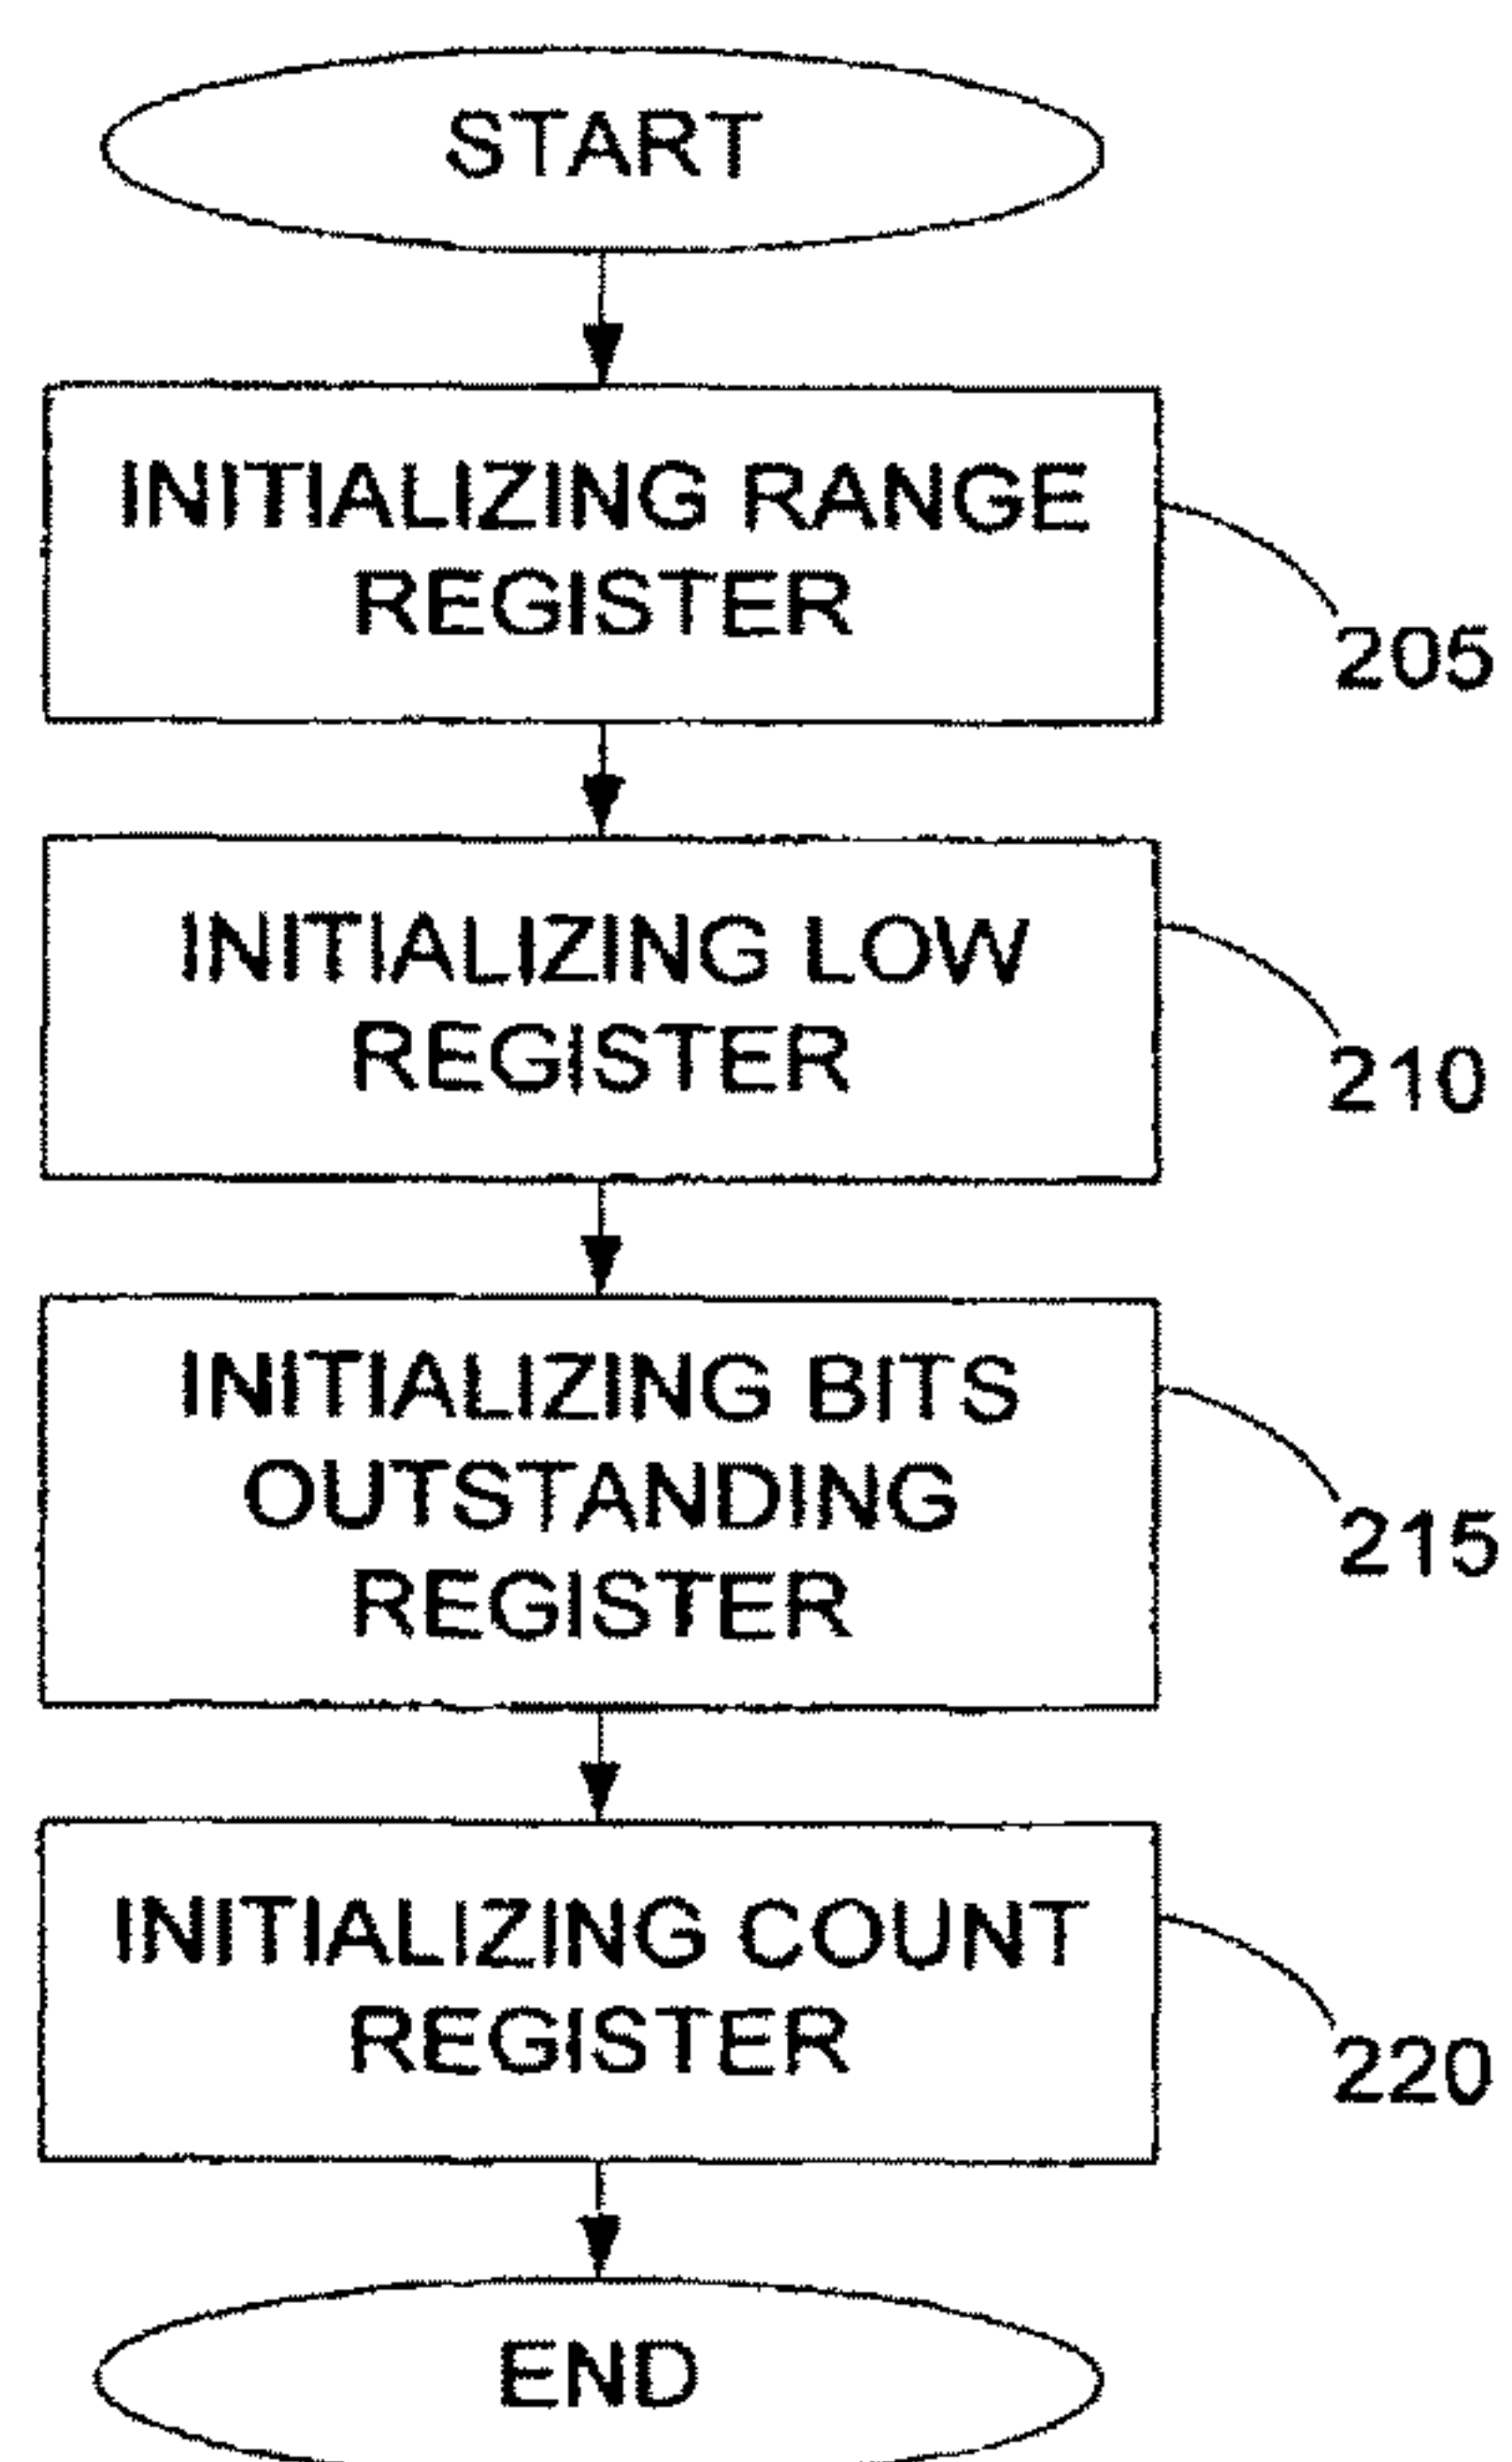 START
INITIALIZING RANGE
REGISTER
205
INITIALIZING LOW
REGISTER
210
INITIALIZING BITS
OUTSTANDING
REGISTER
215
INITIALIZING COUNT
REGISTER
220
END